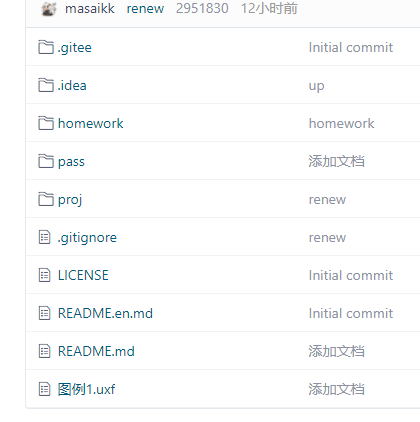 masaikk renew 2951830 12小时前
.gitee Initial commit
.idea up
homework homework
pass 添加文档
proj renew
.gitignore renew
LICENSE Initial commit
README.en.md Initial commit
README.md 添加文档
图例1.uxf 添加文档